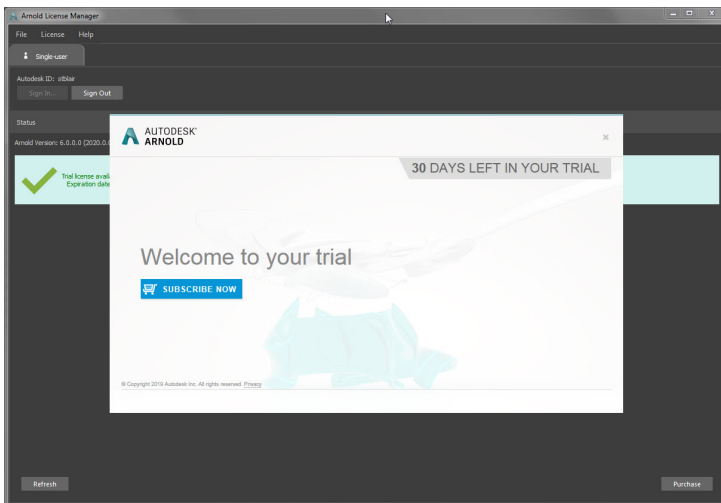 Arnold License Manager
File License Help
Single-user
Autodesk ID: stblair
Sign In... Sign Out
Status
Arnold Version: 6.0.0.0 (2020.0.
Trial license avail
Expiration date
AUTODESK'
ARNOLD
30 DAYS LEFT IN YOUR TRIAL
Welcome to your trial
SUBSCRIBE NOW
© Copyright 2019 Autodesk Inc. All rights reserved. Privacy
Refresh Purchase